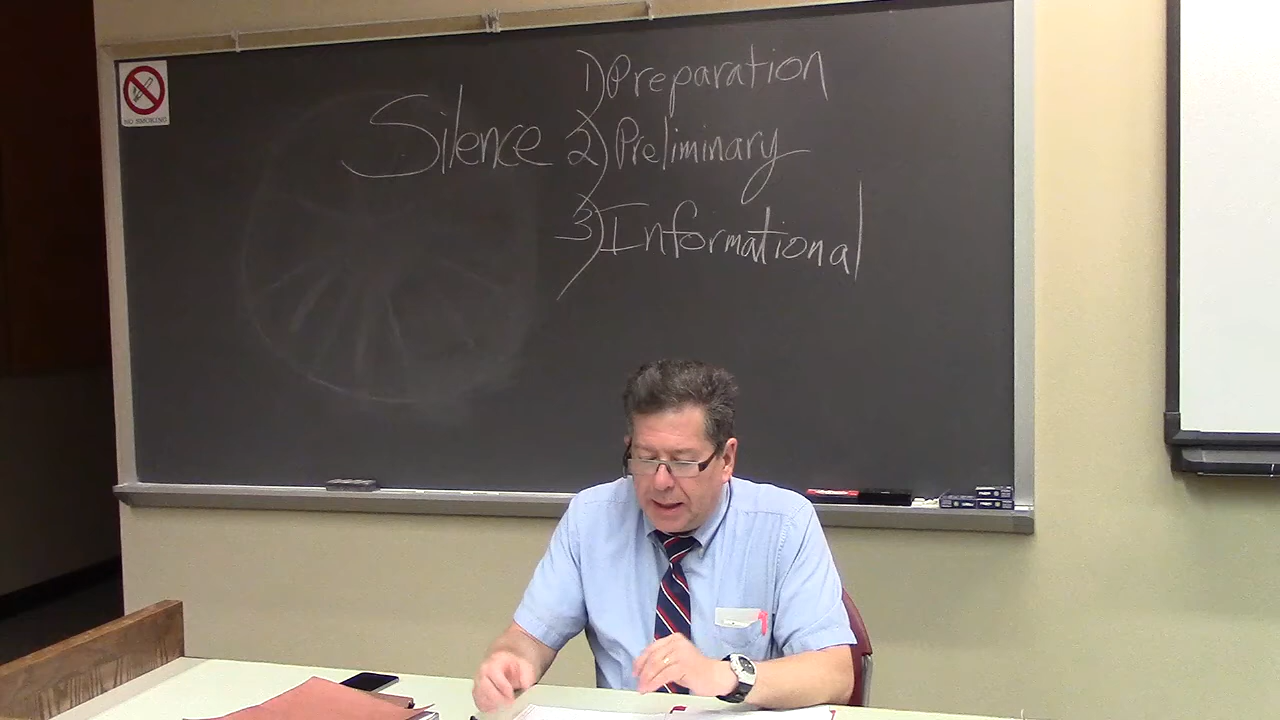 NO SMOKING
1) Preparation
Silence 2) Preliminary
3) Informational